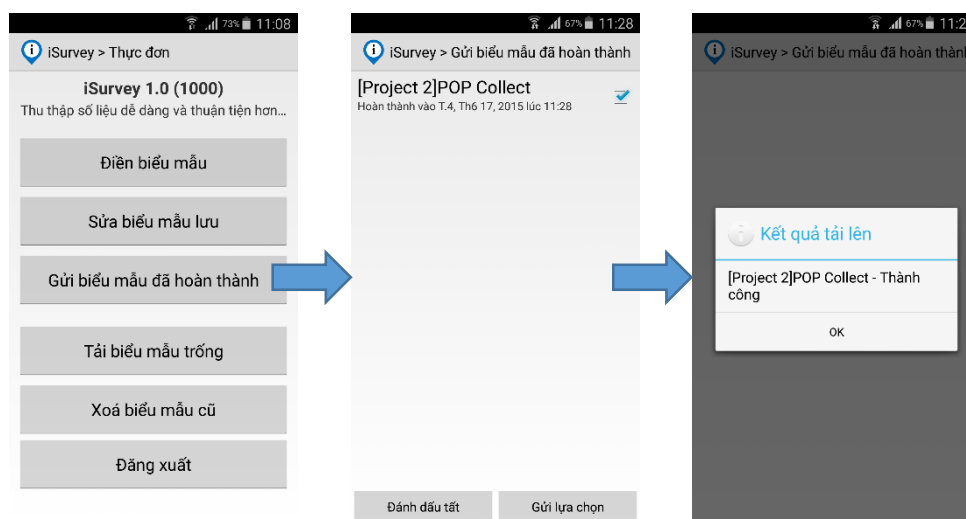 73% 11:08
iSurvey > Thực đơn
iSurvey 1.0 (1000)
Thu thập số liệu dễ dàng và thuận tiện hơn...
Điền biểu mẫu
Sửa biểu mẫu lưu
Gửi biểu mẫu đã hoàn thành
Tải biểu mẫu trống
Xoá biểu mẫu cũ
Đăng xuất
67% 11:28
iSurvey > Gửi biểu mẫu đã hoàn thành
[Project 2]POP Collect
Hoàn thành vào T.4, Th6 17, 2015 lúc 11:28
Đánh dấu tất
Gửi lựa chọn
67% 11:2
iSurvey > Gửi biểu mẫu đã hoàn thành
Kết quả tải lên
[Project 2]POP Collect - Thành
công
OK